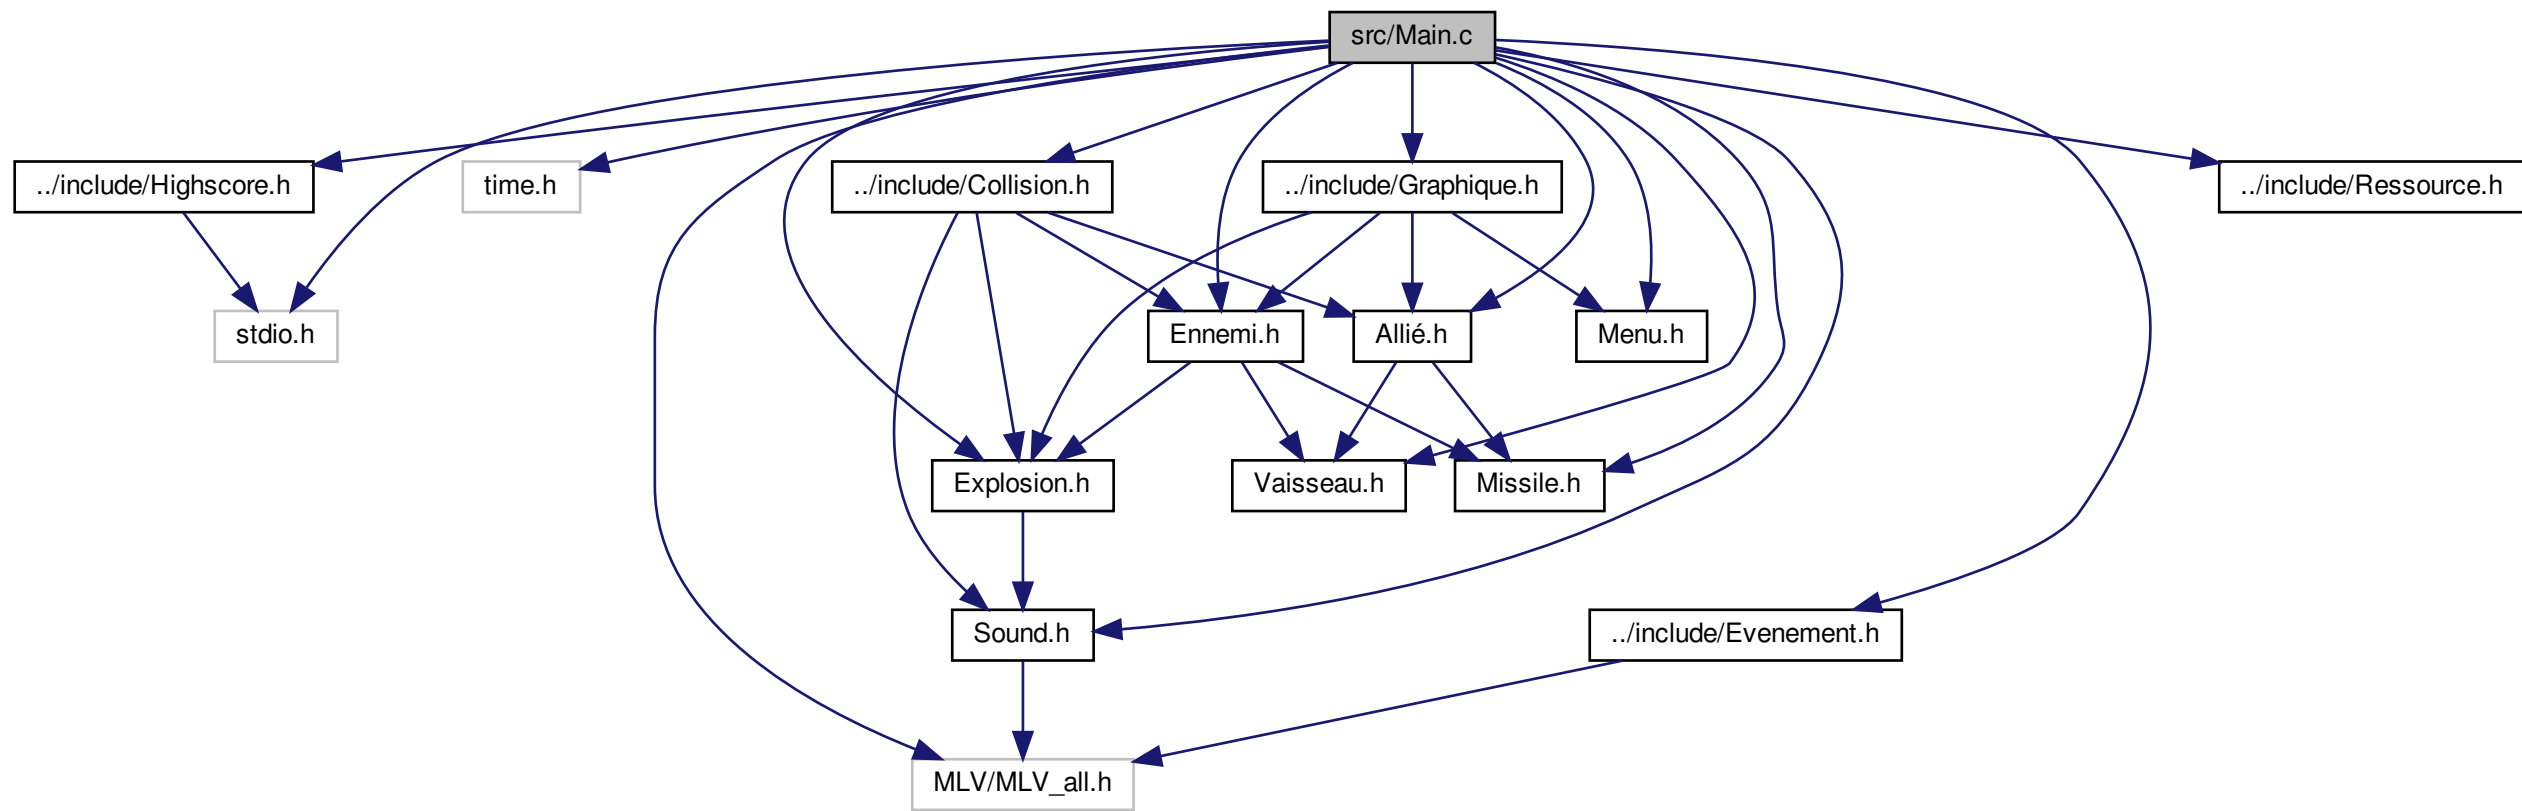 src/Main.c
../include/Highscore.h
time.h
../include/Collision.h
../include/Graphique.h
../include/Ressource.h
stdio.h
Ennemi.h
Allié.h
Menu.h
Explosion.h
Vaisseau.h
Missile.h
Sound.h
../include/Evenement.h
MLV/MLV_all.h